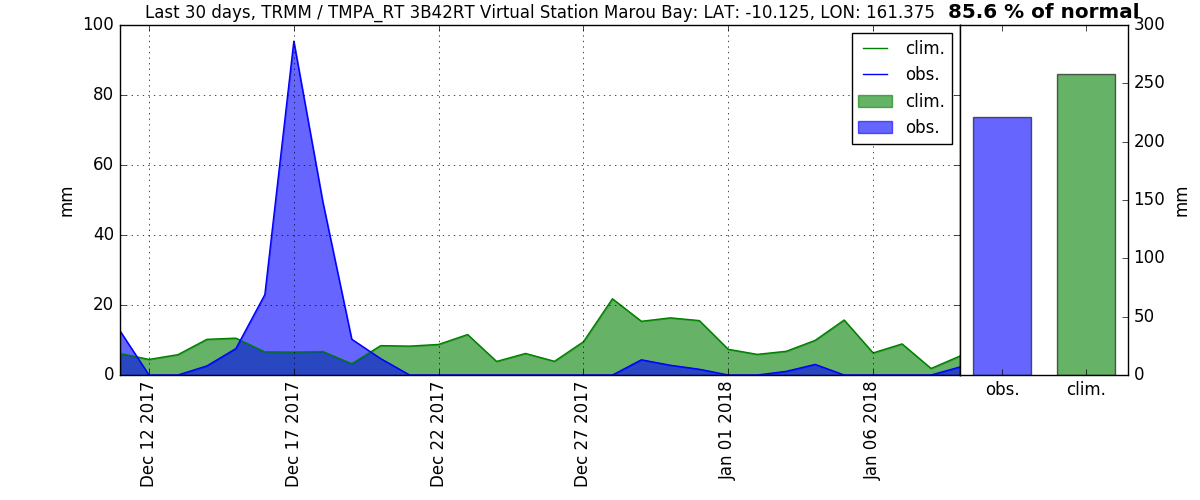 Last 30 days, TRMM / TMPA_RT 3B42RT Virtual Station Marou Bay: LAT: -10.125, LON: 161.375
85.6 % of normal
100
80
60
40
20
0
mm
clim.
obs.
clim.
obs.
Dec 12 2017
Dec 17 2017
Dec 22 2017
Dec 27 2017
Jan 01 2018
Jan 06 2018
300
250
200
150
100
50
0
mm
obs.
clim.